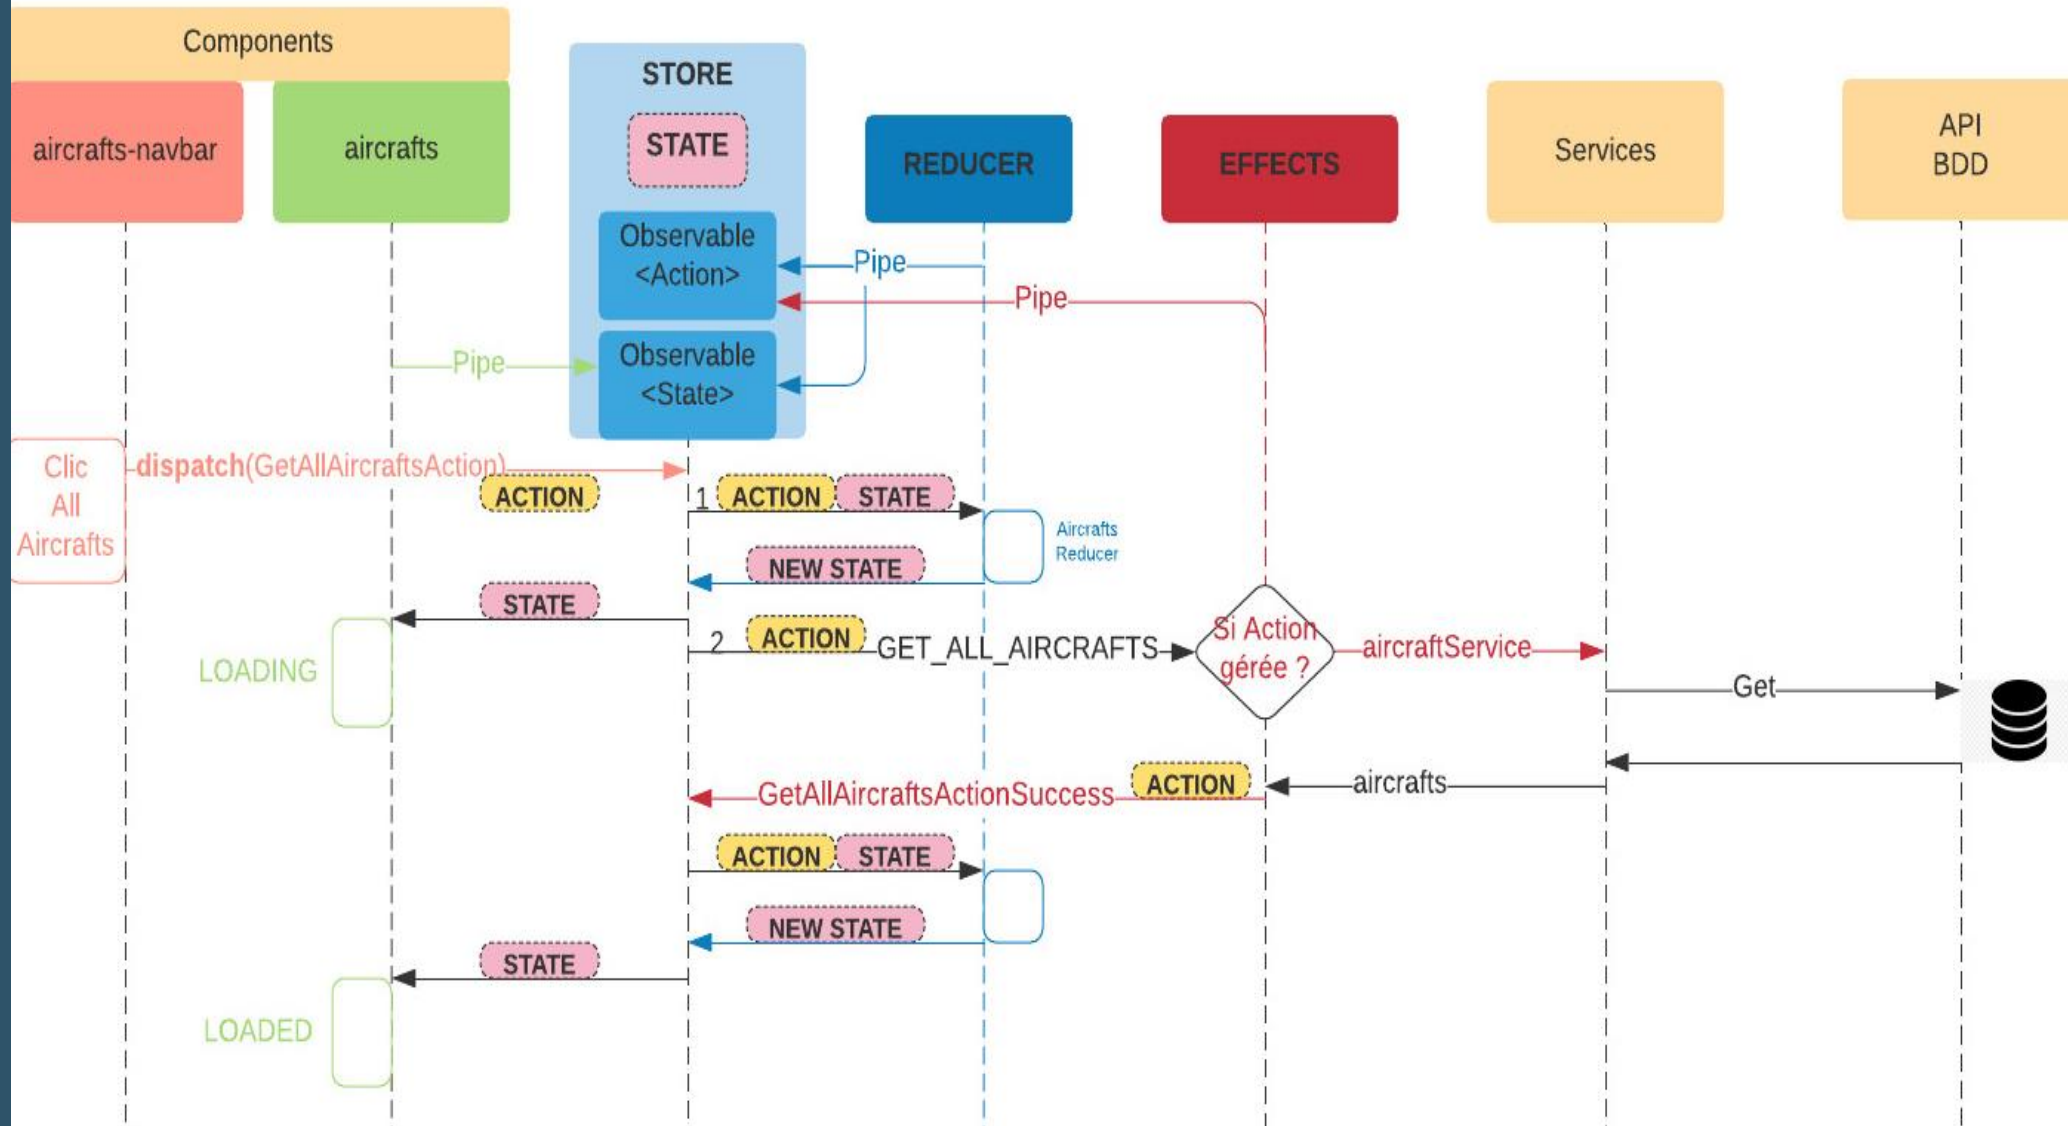 Components
aircrafts-navbar
aircrafts
STORE
STATE
Observable
<Action>
Observable
<State>
REDUCER
EFFECTS
Services
API
BDD
Pipe
Pipe
Pipe
Clic
All
Aircrafts
dispatch(GetAllAircraftsAction)
ACTION
1 ACTION STATE
Aircrafts
Reducer
NEW STATE
STATE
LOADING
2 ACTION GET_ALL_AIRCRAFTS
Si Action
gérée ?
aircraftService
Get
aircrafts
ACTION
GetAllAircraftsActionSuccess
ACTION STATE
NEW STATE
STATE
LOADED